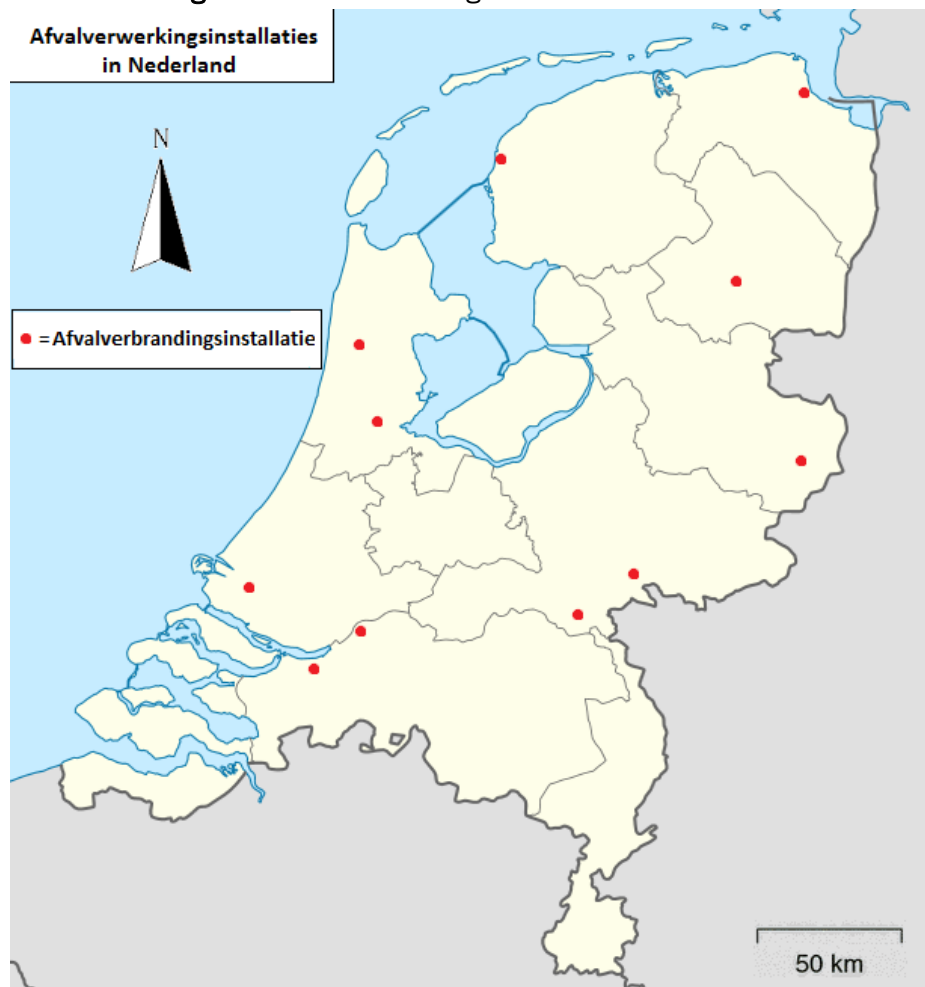 Afvalverwerkingsinstallaties
in Nederland
N
= Afvalverbrandingsinstallatie
50 km